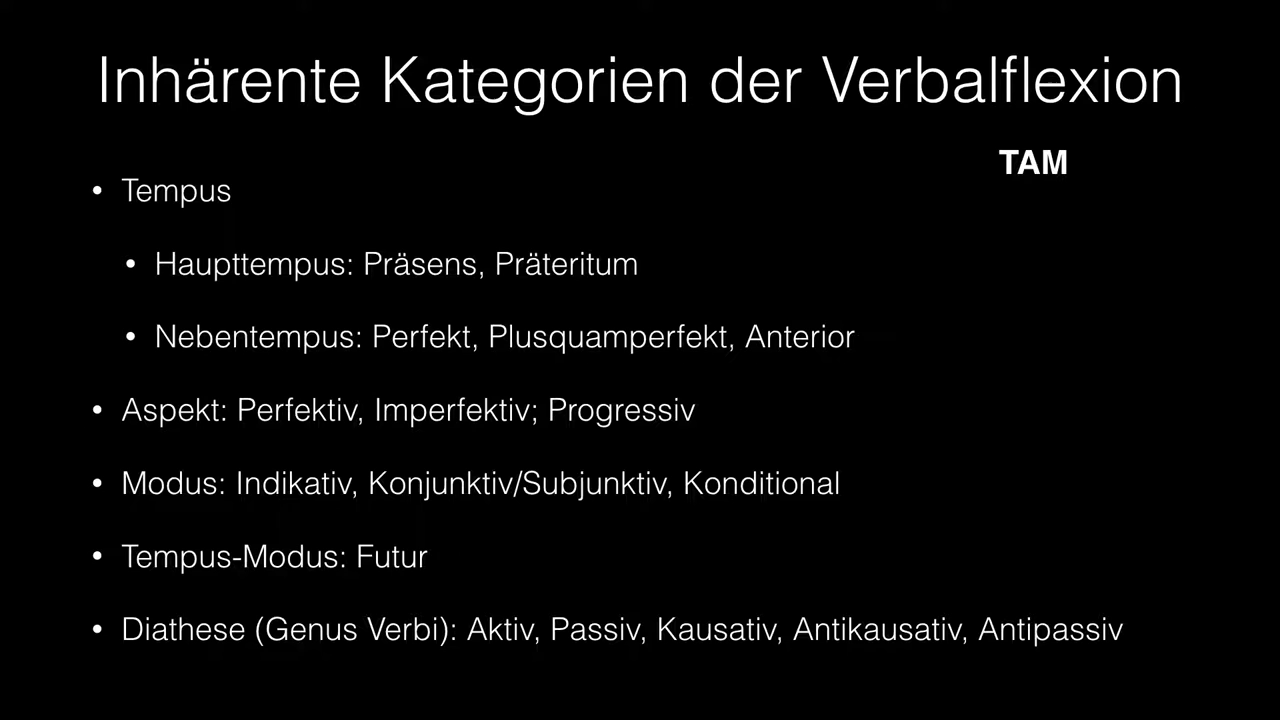 Inhärente Kategorien der Verbalflexion
TAM
• Tempus
• Haupttempus: Präsens, Präteritum
• Nebentempus: Perfekt, Plusquamperfekt, Anterior
• Aspekt: Perfektiv, Imperfektiv; Progressiv
• Modus: Indikativ, Konjunktiv/Subjunktiv, Konditional
• Tempus-Modus: Futur
• Diathese (Genus Verbi): Aktiv, Passiv, Kausativ, Antikausativ, Antipassiv